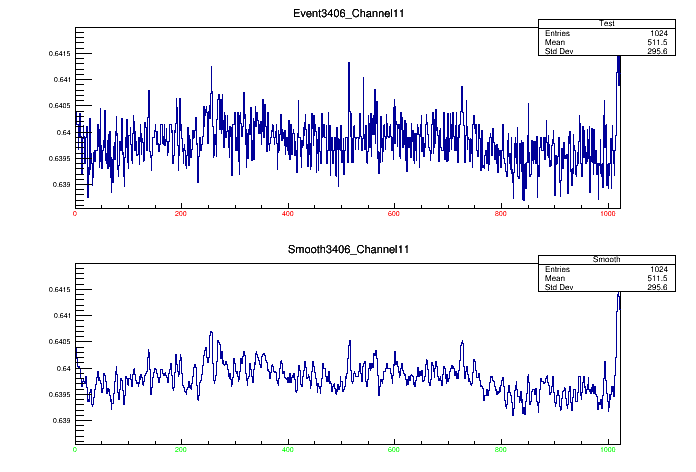 Event3406_Channel11
Test
Entries 1024
Mean 511.5
Std Dev 295.6
0.6415
0.641
0.6405
0.64
0.6395
0.639
0 200 400 600 800 1000
Smooth3406_Channel11
Smooth
Entries 1024
Mean 511.5
Std Dev 295.6
0.6415
0.641
0.6405
0.64
0.6395
0.639
0 200 400 600 800 1000